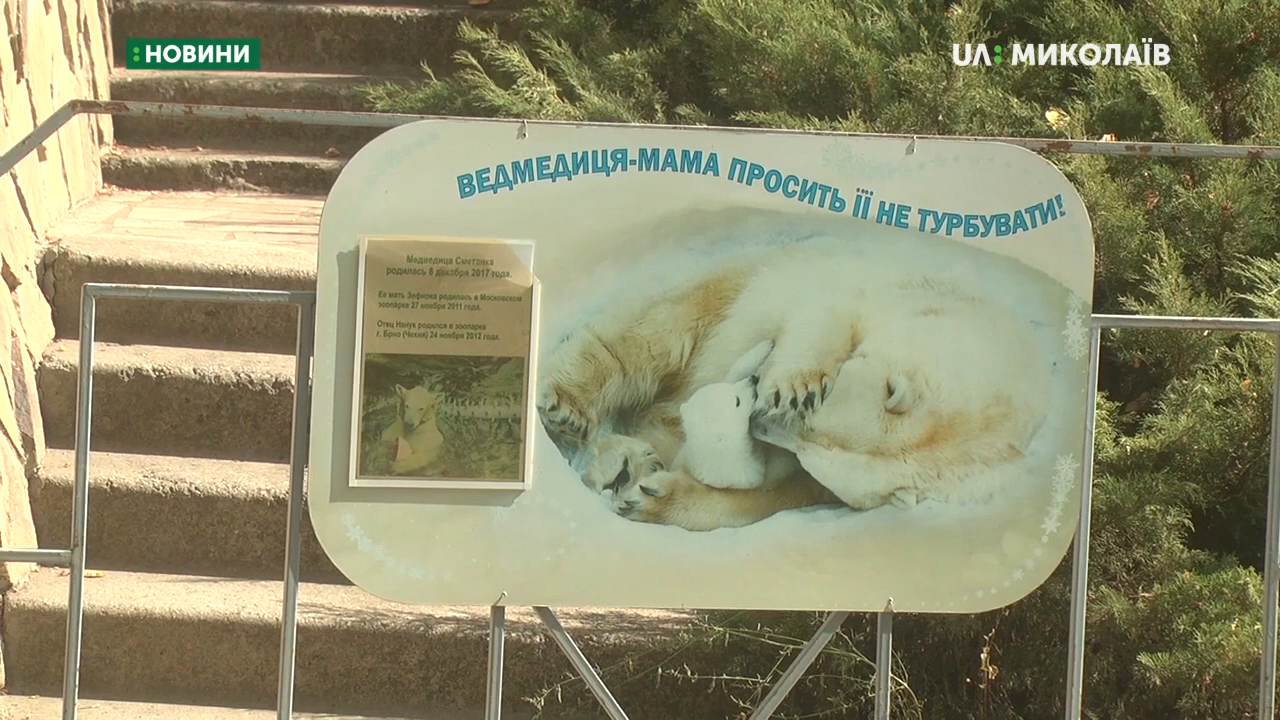 НОВИНИ
UA: МИКОЛАЇВ
ВЕДМЕДИЦЯ-МАМА ПРОСИТЬ ЇЇ НЕ ТУРБУВАТИ!
Медведица Сметанка
родилась 8 декабря 2017 года.
Ее мать Зефирка родилась в Московском
зоопарке 27 ноября 2011 года.
Отец Нанук родился в зоопарке
г. Брно (Чехия) 24 ноября 2012 года.